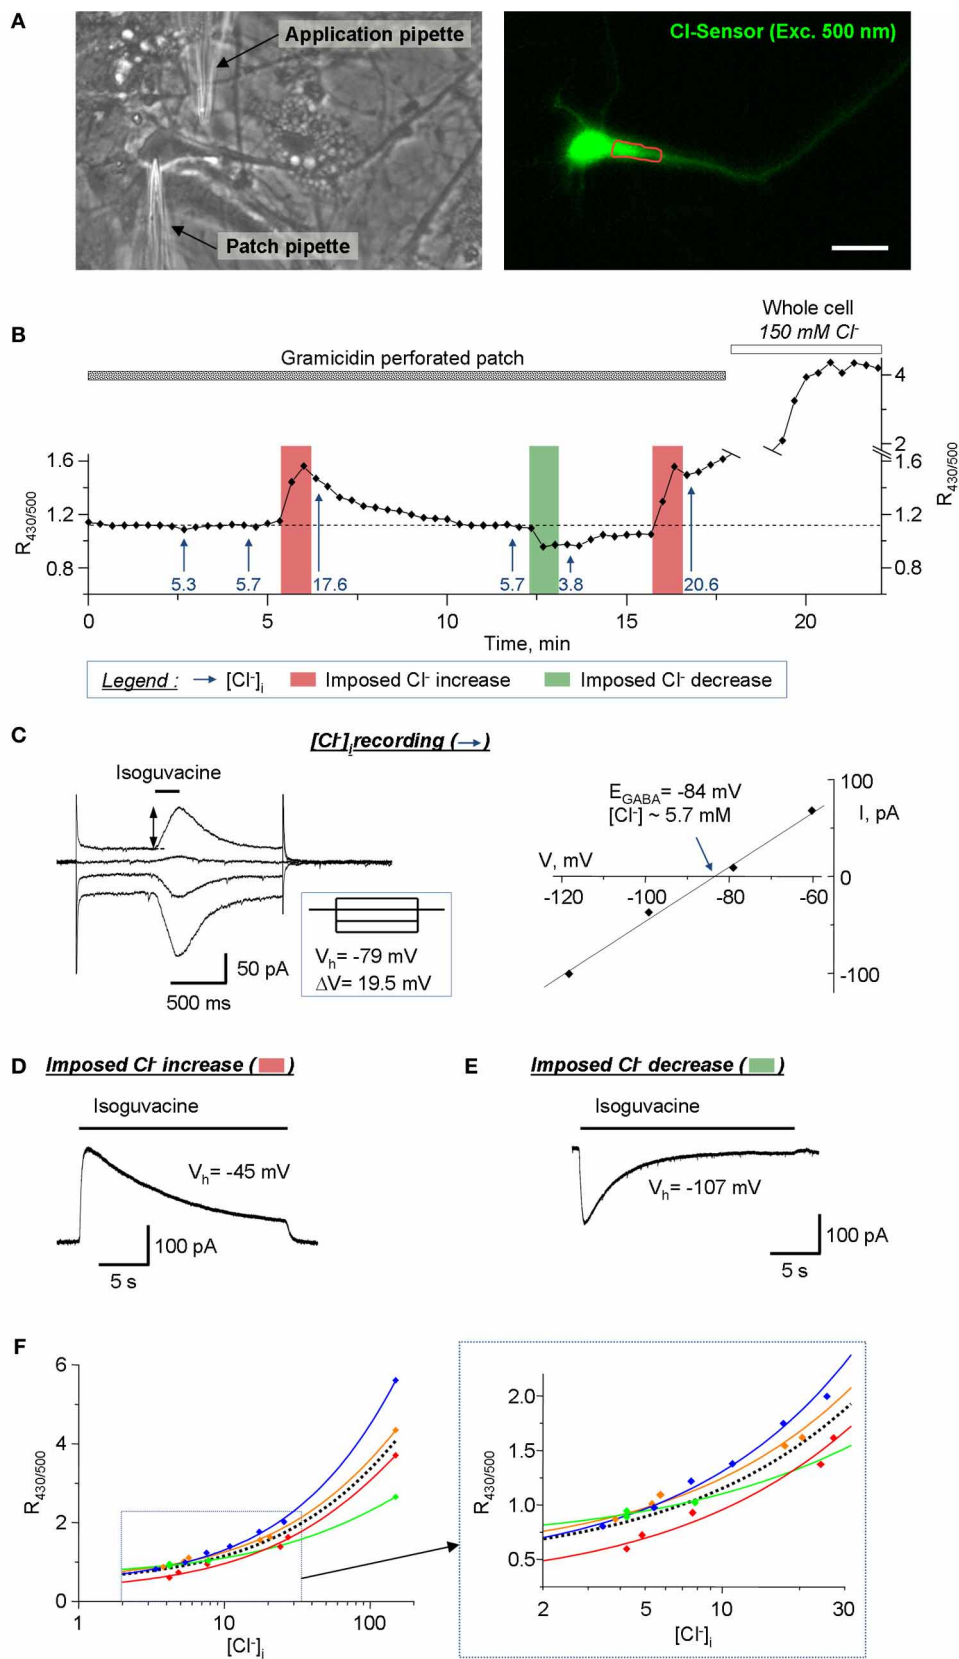 A
Application pipette
Patch pipette
Cl-Sensor (Exc. 500 nm)
B
Whole cell
150 mM Cl⁻
Gramicidin perforated patch
R430/500
1.6
1.2
0.8
4
2
1.6
1.2
0.8
R430/500
5.3
5.7
17.6
5.7
3.8
20.6
0
5
10
15
20
Time, min
Legend :
[Cl⁻]i
Imposed Cl⁻ increase
Imposed Cl⁻ decrease
C
[Cl⁻]i recording ( )
Isoguvacine
50 pA
500 ms
Vh= -79 mV
ΔV= 19.5 mV
EGABA= -84 mV
[Cl⁻] ~ 5.7 mM
100
I, pA
V, mV
0
-120
-100
-80
-60
-100
D
Imposed Cl⁻ increase ( )
Isoguvacine
Vh= -45 mV
100 pA
5 s
E
Imposed Cl⁻ decrease ( )
Isoguvacine
Vh= -107 mV
100 pA
5 s
F
R430/500
6
4
2
0
1
10
100
[Cl⁻]i
R430/500
2.0
1.5
1.0
0.5
2
5
10
30
[Cl⁻]i